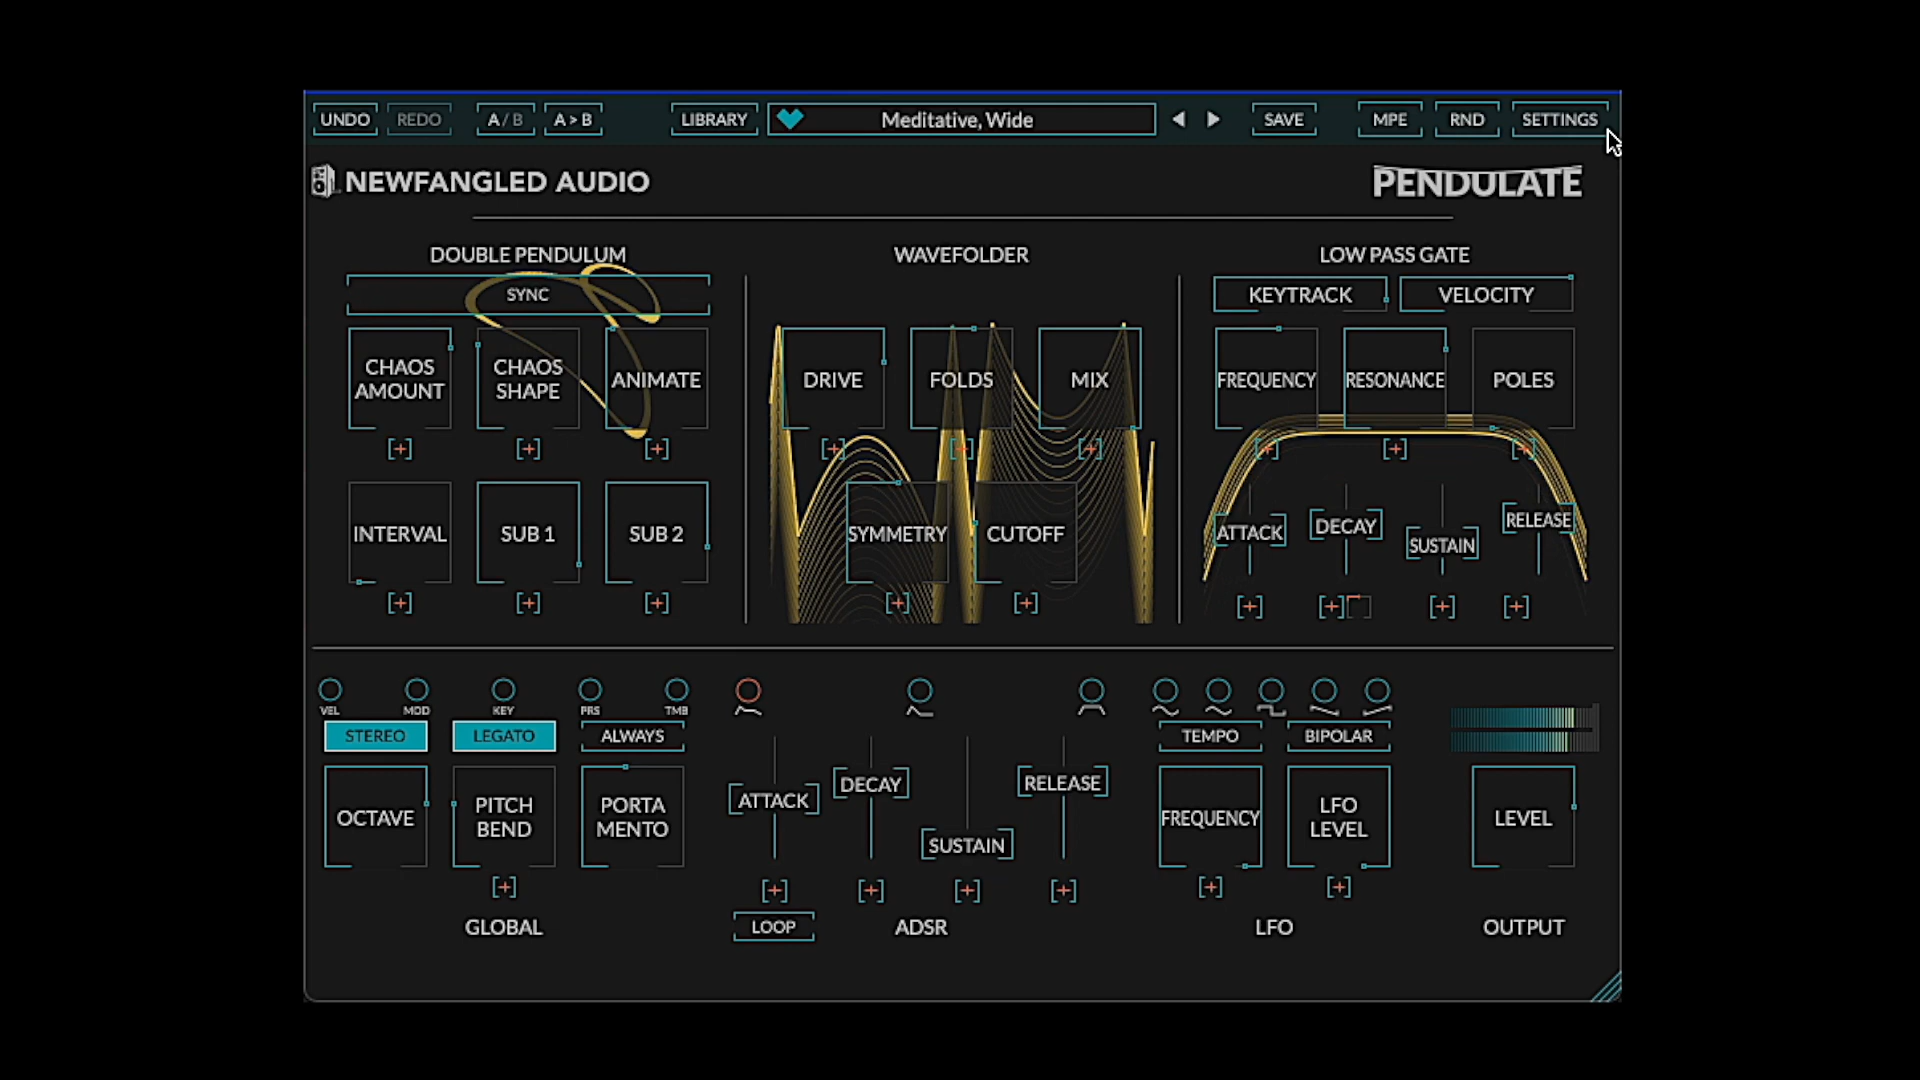 UNDO REDO A / B A > B LIBRARY Meditative, Wide SAVE MPE RND SETTINGS
NEWFANGLED AUDIO
PENDULATE
DOUBLE PENDULUM
SYNC
CHAOS AMOUNT
CHAOS SHAPE
ANIMATE
[+] [+] [+]
INTERVAL SUB 1 SUB 2
[+] [+] [+]
WAVEFOLDER
DRIVE FOLDS MIX
[+] [+] [+]
SYMMETRY CUTOFF
[+] [+]
LOW PASS GATE
KEYTRACK VELOCITY
FREQUENCY RESONANCE POLES
[+] [+] [+]
ATTACK DECAY SUSTAIN RELEASE
[+] [+] [+] [+]
VEL MOD KEY PRS TMB
STEREO LEGATO ALWAYS
OCTAVE
PITCH BEND
PORTA MENTO
[+]
GLOBAL
ATTACK DECAY SUSTAIN RELEASE
[+] [+] [+] [+]
LOOP
ADSR
TEMPO BIPOLAR
FREQUENCY
LFO LEVEL
[+] [+]
LFO
LEVEL
OUTPUT